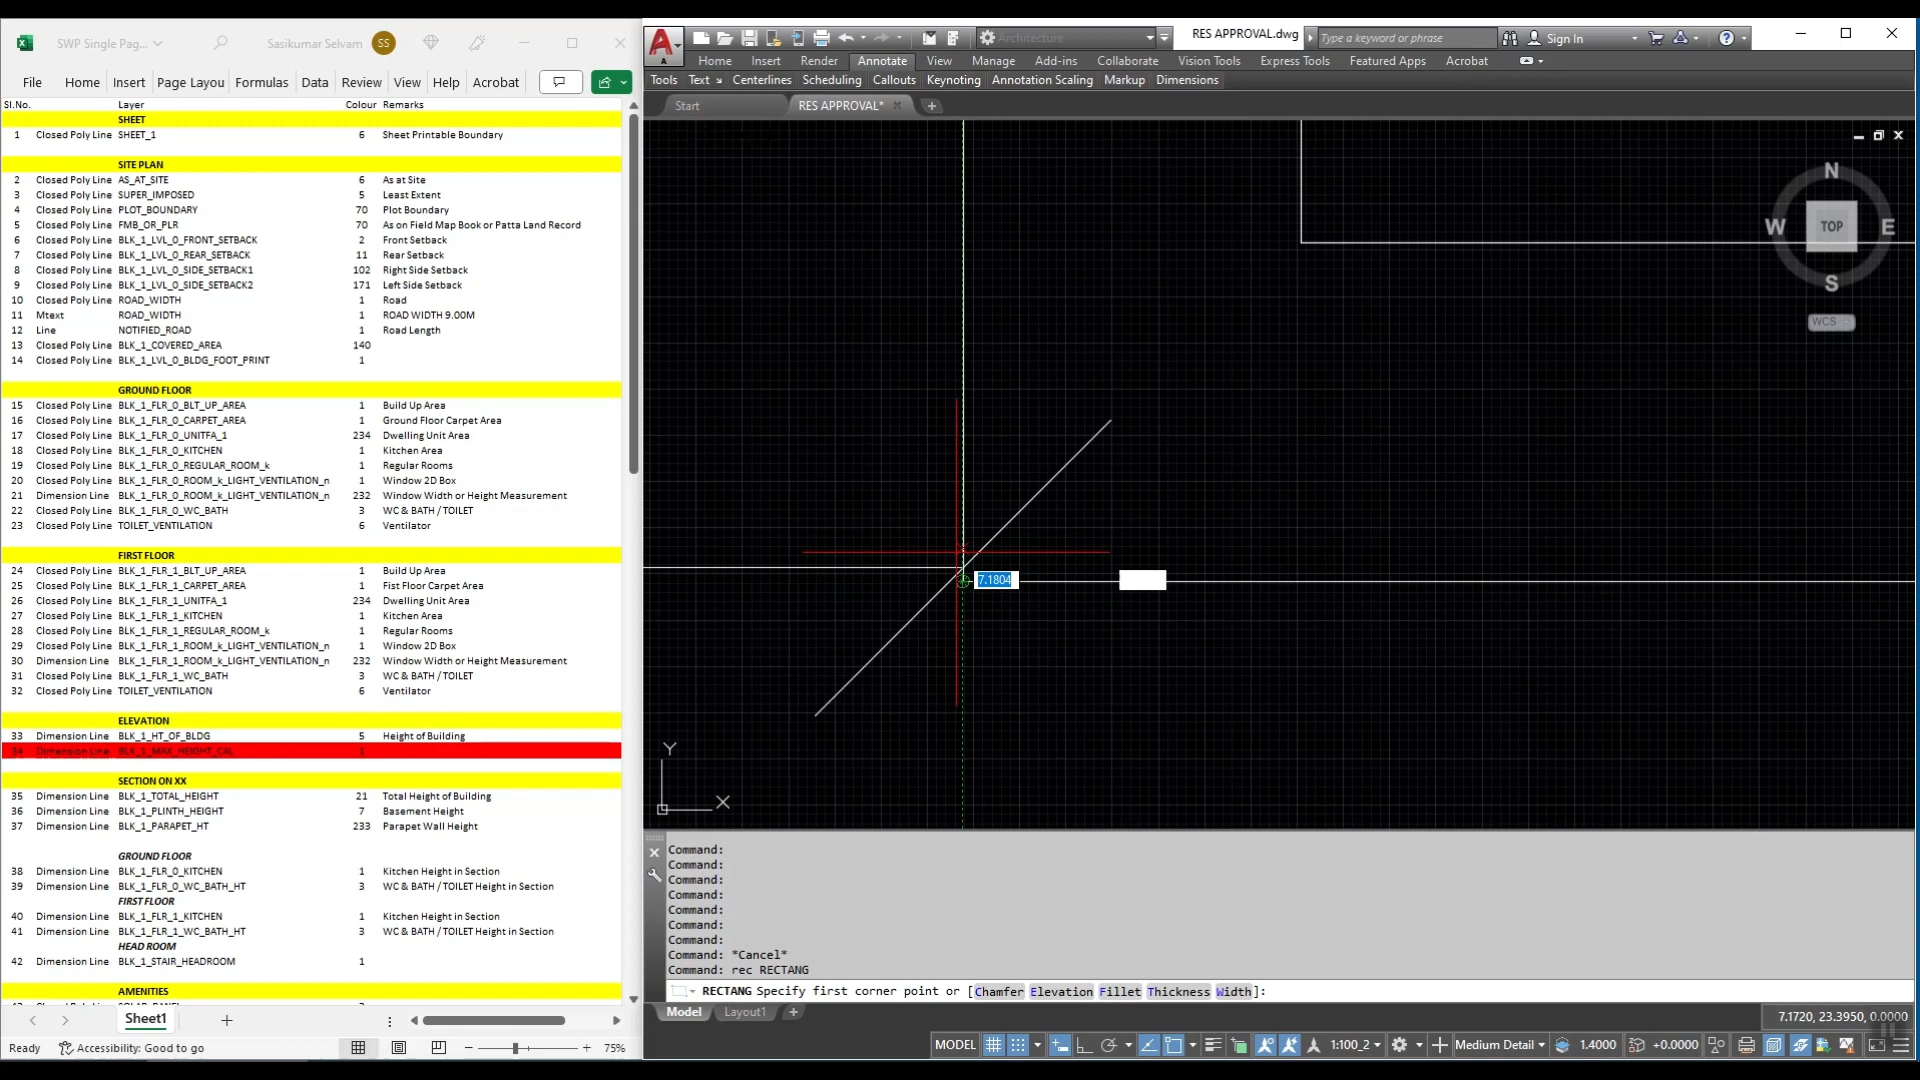 SWP Single Pag...
Sasikumar Selvam SS
File Home Insert Page Layou Formulas Data Review View Help Acrobat
Sl.No. Layer Colour Remarks
SHEET
1 Closed Poly Line SHEET_1 6 Sheet Printable Boundary
SITE PLAN
2 Closed Poly Line AS_AT_SITE 6 As at Site
3 Closed Poly Line SUPER_IMPOSED 5 Least Extent
4 Closed Poly Line PLOT_BOUNDARY 70 Plot Boundary
5 Closed Poly Line FMB_OR_PLR 70 As on Field Map Book or Patta Land Record
6 Closed Poly Line BLK_1_LVL_0_FRONT_SETBACK 2 Front Setback
7 Closed Poly Line BLK_1_LVL_0_REAR_SETBACK 11 Rear Setback
8 Closed Poly Line BLK_1_LVL_0_SIDE_SETBACK1 102 Right Side Setback
9 Closed Poly Line BLK_1_LVL_0_SIDE_SETBACK2 171 Left Side Setback
10 Closed Poly Line ROAD_WIDTH 1 Road
11 Mtext ROAD_WIDTH 1 ROAD WIDTH 9.00M
12 Line NOTIFIED_ROAD 1 Road Length
13 Closed Poly Line BLK_1_COVERED_AREA 140
14 Closed Poly Line BLK_1_LVL_0_BLDG_FOOT_PRINT 1
GROUND FLOOR
15 Closed Poly Line BLK_1_FLR_0_BLT_UP_AREA 1 Build Up Area
16 Closed Poly Line BLK_1_FLR_0_CARPET_AREA 1 Ground Floor Carpet Area
17 Closed Poly Line BLK_1_FLR_0_UNITFA_1 234 Dwelling Unit Area
18 Closed Poly Line BLK_1_FLR_0_KITCHEN 1 Kitchen Area
19 Closed Poly Line BLK_1_FLR_0_REGULAR_ROOM_k 1 Regular Rooms
20 Closed Poly Line BLK_1_FLR_0_ROOM_k_LIGHT_VENTILATION_n 1 Window 2D Box
21 Dimension Line BLK_1_FLR_0_ROOM_k_LIGHT_VENTILATION_n 232 Window Width or Height Measurement
22 Closed Poly Line BLK_1_FLR_0_WC_BATH 3 WC & BATH / TOILET
23 Closed Poly Line TOILET_VENTILATION 6 Ventilator
FIRST FLOOR
24 Closed Poly Line BLK_1_FLR_1_BLT_UP_AREA 1 Build Up Area
25 Closed Poly Line BLK_1_FLR_1_CARPET_AREA 1 Fist Floor Carpet Area
26 Closed Poly Line BLK_1_FLR_1_UNITFA_1 234 Dwelling Unit Area
27 Closed Poly Line BLK_1_FLR_1_KITCHEN 1 Kitchen Area
28 Closed Poly Line BLK_1_FLR_1_REGULAR_ROOM_k 1 Regular Rooms
29 Closed Poly Line BLK_1_FLR_1_ROOM_k_LIGHT_VENTILATION_n 1 Window 2D Box
30 Dimension Line BLK_1_FLR_1_ROOM_k_LIGHT_VENTILATION_n 232 Window Width or Height Measurement
31 Closed Poly Line BLK_1_FLR_1_WC_BATH 3 WC & BATH / TOILET
32 Closed Poly Line TOILET_VENTILATION 6 Ventilator
ELEVATION
33 Dimension Line BLK_1_HT_OF_BLDG 5 Height of Building
34 Dimension Line BLK_1_MAX_HEIGHT_CAL 1
SECTION ON XX
35 Dimension Line BLK_1_TOTAL_HEIGHT 21 Total Height of Building
36 Dimension Line BLK_1_PLINTH_HEIGHT 7 Basement Height
37 Dimension Line BLK_1_PARAPET_HT 233 Parapet Wall Height
GROUND FLOOR
38 Dimension Line BLK_1_FLR_0_KITCHEN 1 Kitchen Height in Section
39 Dimension Line BLK_1_FLR_0_WC_BATH_HT 3 WC & BATH / TOILET Height in Section
FIRST FLOOR
40 Dimension Line BLK_1_FLR_1_KITCHEN 1 Kitchen Height in Section
41 Dimension Line BLK_1_FLR_1_WC_BATH_HT 3 WC & BATH / TOILET Height in Section
HEAD ROOM
42 Dimension Line BLK_1_STAIR_HEADROOM 1
AMENITIES
Sheet1
Ready Accessibility: Good to go 75%
Architecture RES APPROVAL.dwg Type a keyword or phrase Sign In
Home Insert Render Annotate View Manage Add-ins Collaborate Vision Tools Express Tools Featured Apps Acrobat
Tools Text Centerlines Scheduling Callouts Keynoting Annotation Scaling Markup Dimensions
Start RES APPROVAL*
N
W TOP E
S
WCS
7.1804
Y
X
Command:
Command:
Command:
Command:
Command:
Command:
Command:
Command: *Cancel*
Command: rec RECTANG
RECTANG Specify first corner point or [Chamfer Elevation Fillet Thickness Width]:
Model Layout1
7.1720, 23.3950, 0.0000
MODEL 1:100_2 Medium Detail 1.4000 +0.0000